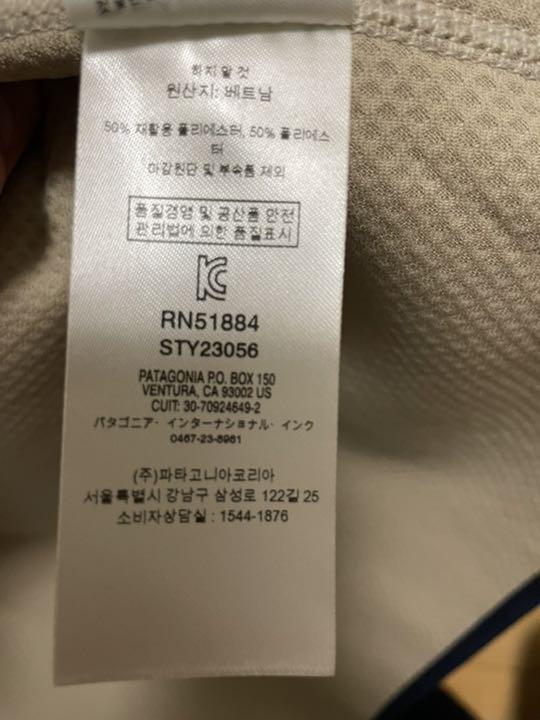 하지말 것
원산지: 베트남
50% 재활용 폴리에스터, 50% 폴리에스
터
마감원단 및 부속품 제외
품질경영 및 공산품 안전
관리법에 의한 품질표시
RN51884
STY23056
PATAGONIA P.O. BOX 150
VENTURA, CA 93002 US
CUIT: 30-70924649-2
パタゴニア・インターナショナル・インク
0467-23-8961
(주)파타고니아코리아
서울특별시 강남구 삼성로 122길 25
소비자상담실 : 1544-1876